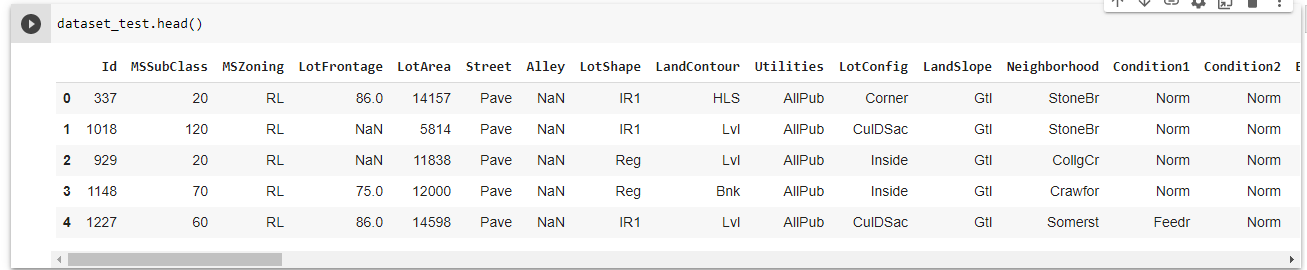 dataset_test.head()
Id MSSubClass MSZoning LotFrontage LotArea Street Alley LotShape LandContour Utilities LotConfig LandSlope Neighborhood Condition1 Condition2
0 337 20 RL 86.0 14157 Pave NaN IR1 HLS AllPub Corner Gtl StoneBr Norm Norm
1 1018 120 RL NaN 5814 Pave NaN IR1 Lvl AllPub CulDSac Gtl StoneBr Norm Norm
2 929 20 RL NaN 11838 Pave NaN Reg Lvl AllPub Inside Gtl CollgCr Norm Norm
3 1148 70 RL 75.0 12000 Pave NaN Reg Bnk AllPub Inside Gtl Crawfor Norm Norm
4 1227 60 RL 86.0 14598 Pave NaN IR1 Lvl AllPub CulDSac Gtl Somerst Feedr Norm